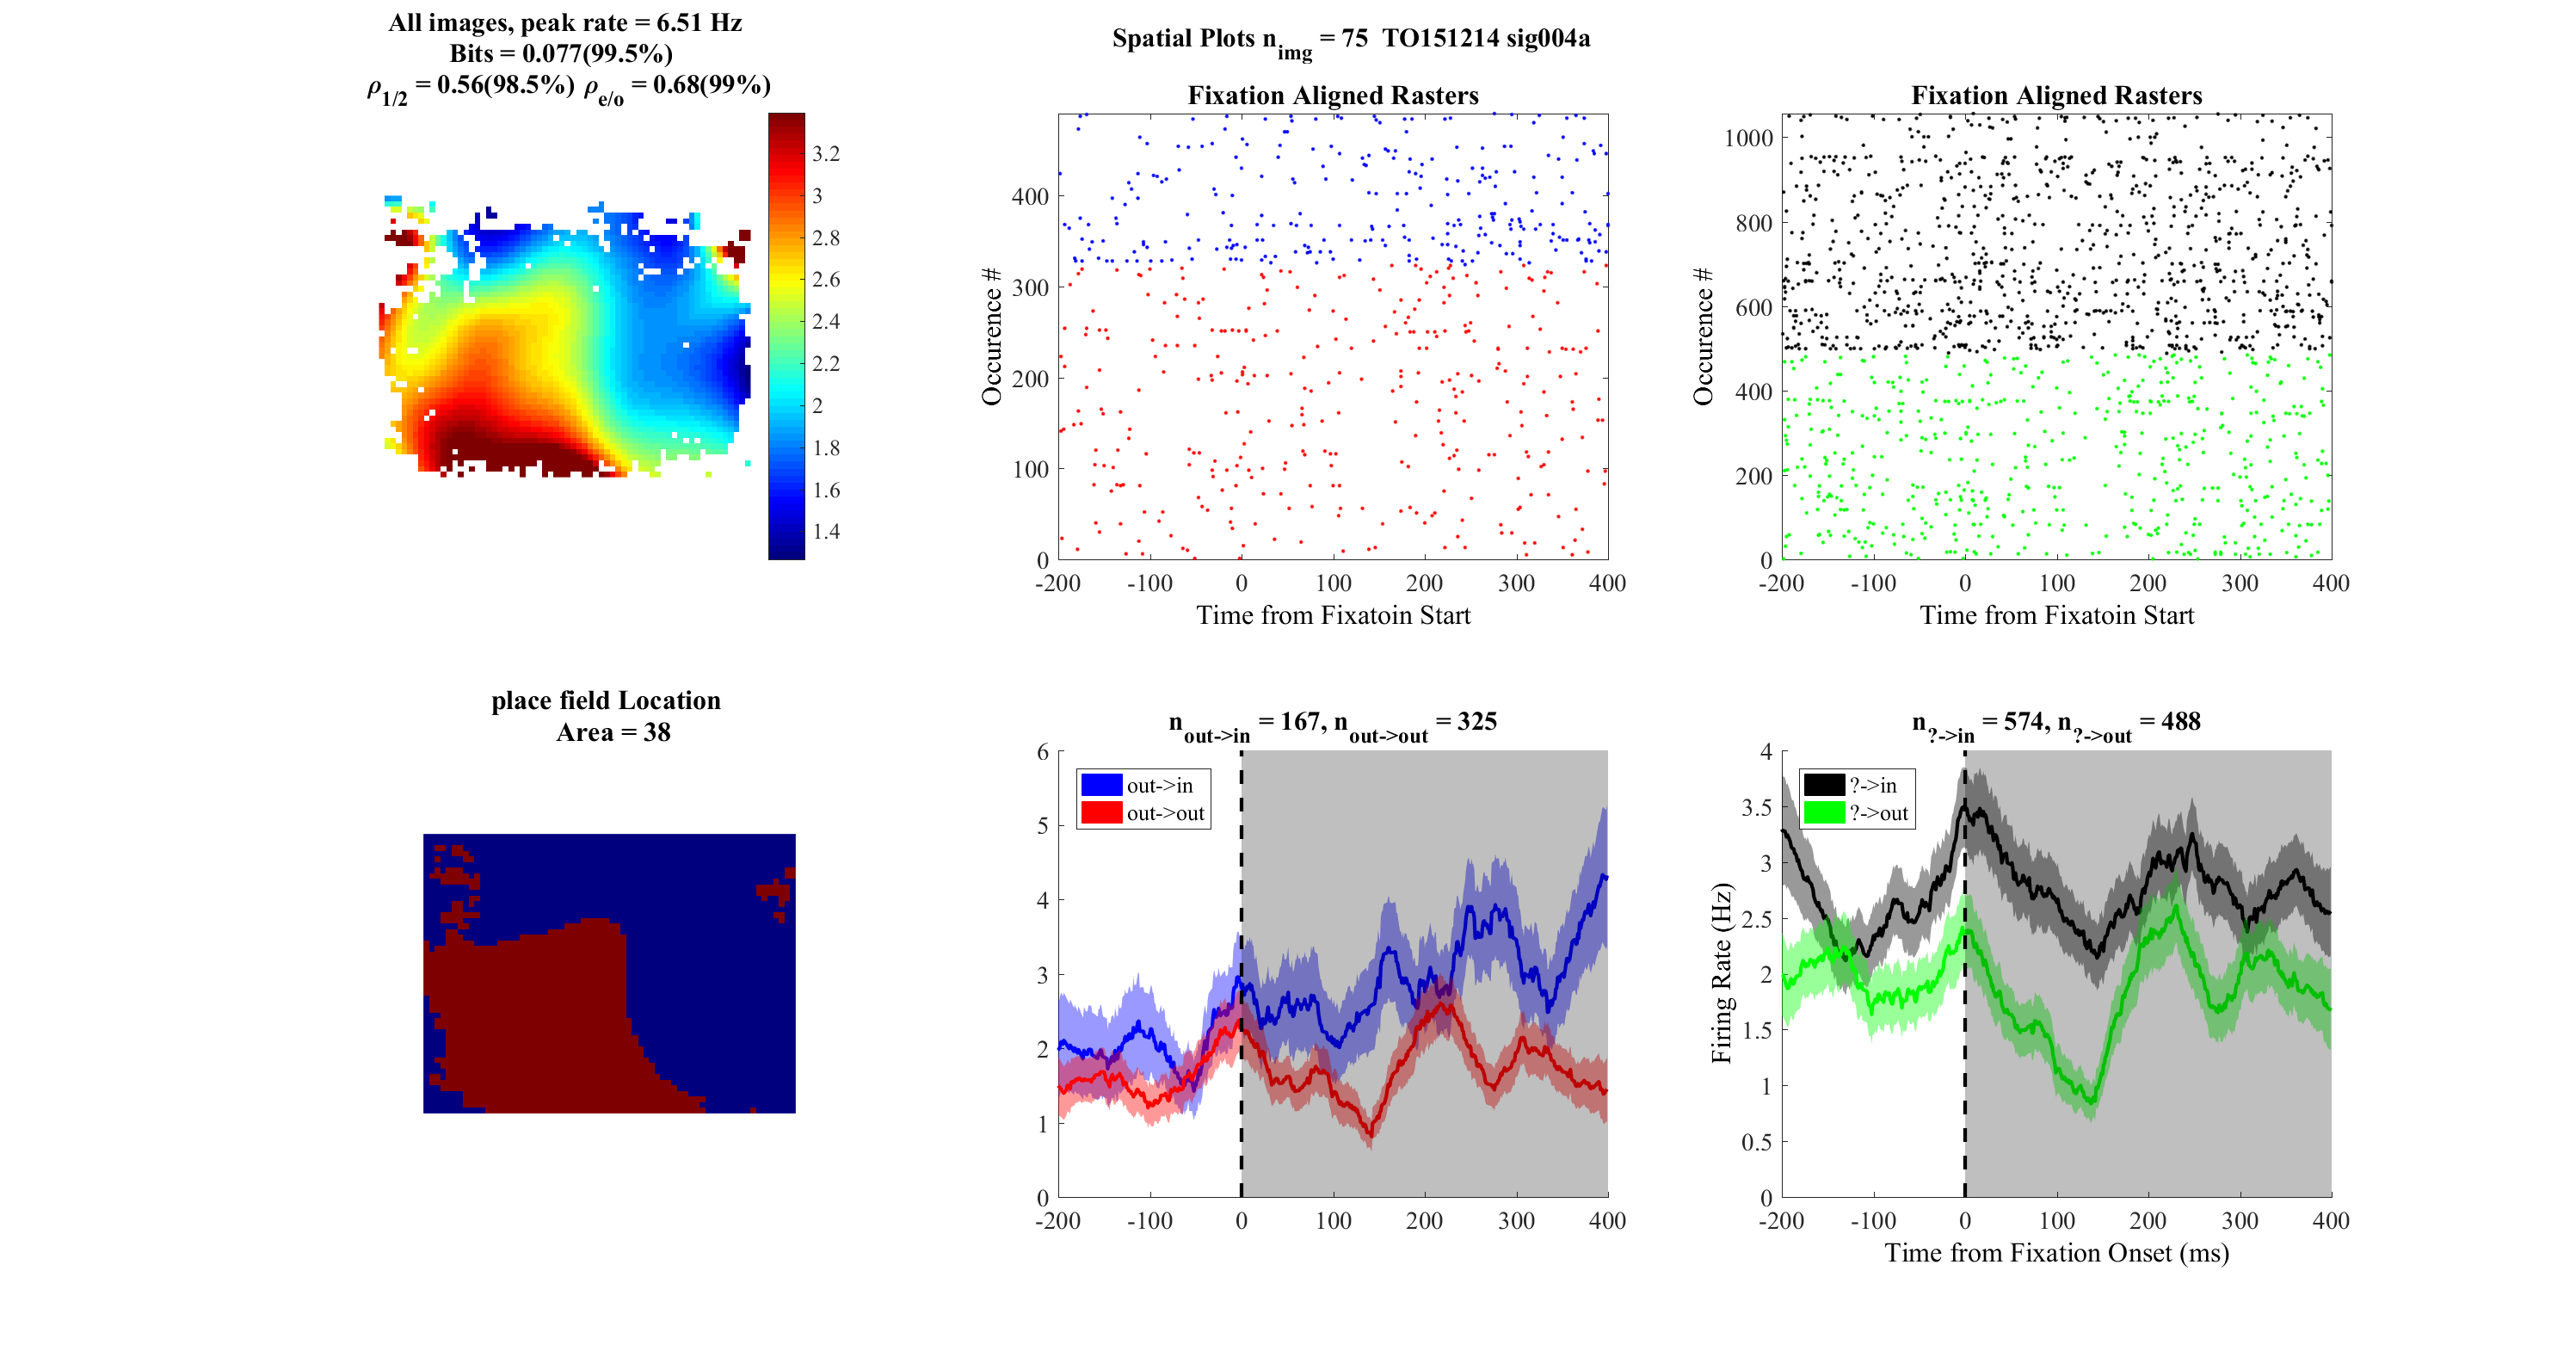 All images, peak rate = 6.51 Hz
Bits = 0.077(99.5%)
ρ1/2 = 0.56(98.5%) ρe/o = 0.68(99%)
3.2
3
2.8
2.6
2.4
2.2
2
1.8
1.6
1.4
Spatial Plots nimg = 75 TO151214 sig004a
Fixation Aligned Rasters
Occurence #
400
300
200
100
0
-200 -100 0 100 200 300 400
Time from Fixatoin Start
Fixation Aligned Rasters
Occurence #
1000
800
600
400
200
0
-200 -100 0 100 200 300 400
Time from Fixatoin Start
place field Location
Area = 38
nout->in = 167, nout->out = 325
6
5
4
3
2
1
0
out->in
out->out
-200 -100 0 100 200 300 400
n?->in = 574, n?->out = 488
Firing Rate (Hz)
4
3.5
3
2.5
2
1.5
1
0.5
0
?->in
?->out
-200 -100 0 100 200 300 400
Time from Fixation Onset (ms)